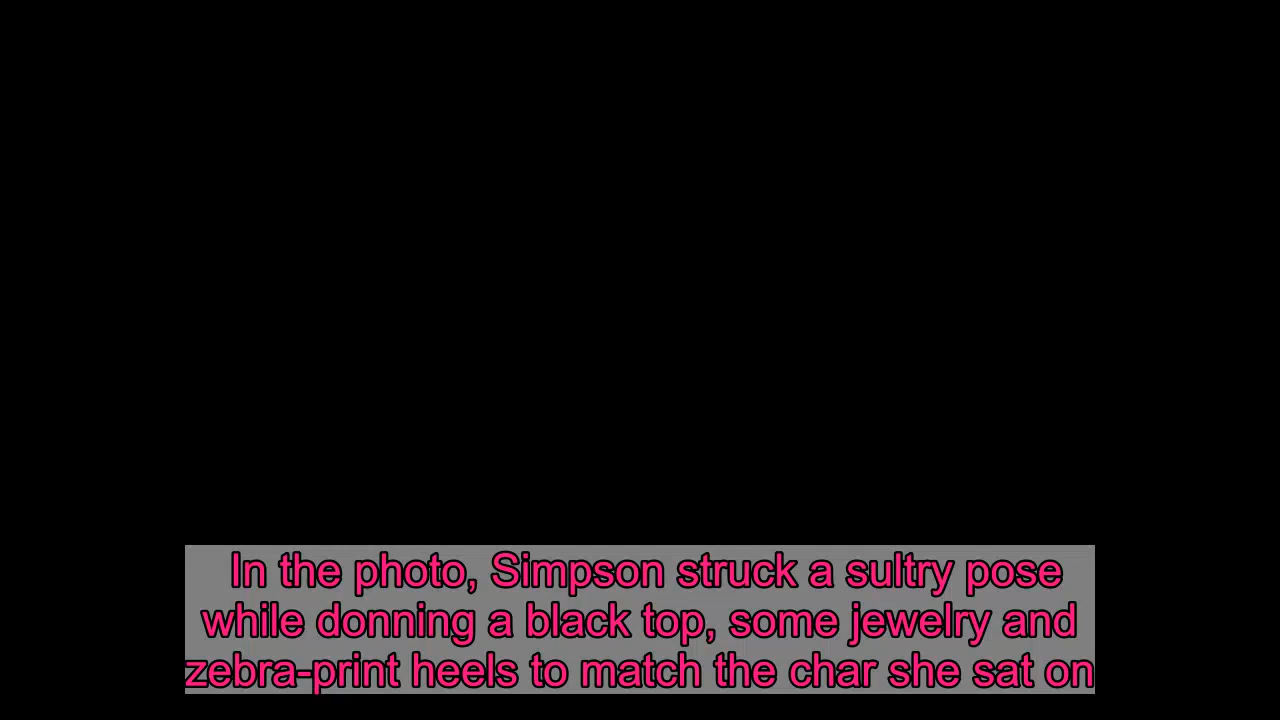 In the photo, Simpson struck a sultry pose
while donning a black top, some jewelry and
zebra-print heels to match the char she sat on